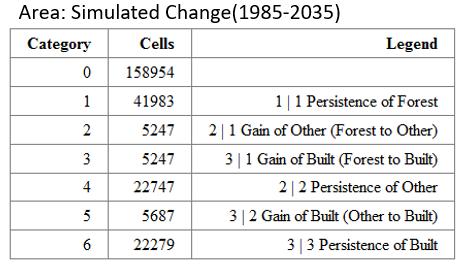 Area: Simulated Change(1985-2035)
Category Cells Legend
0 158954
1 41983 1 | 1 Persistence of Forest
2 5247 2 | 1 Gain of Other (Forest to Other)
3 5247 3 | 1 Gain of Built (Forest to Built)
4 22747 2 | 2 Persistence of Other
5 5687 3 | 2 Gain of Built (Other to Built)
6 22279 3 | 3 Persistence of Built